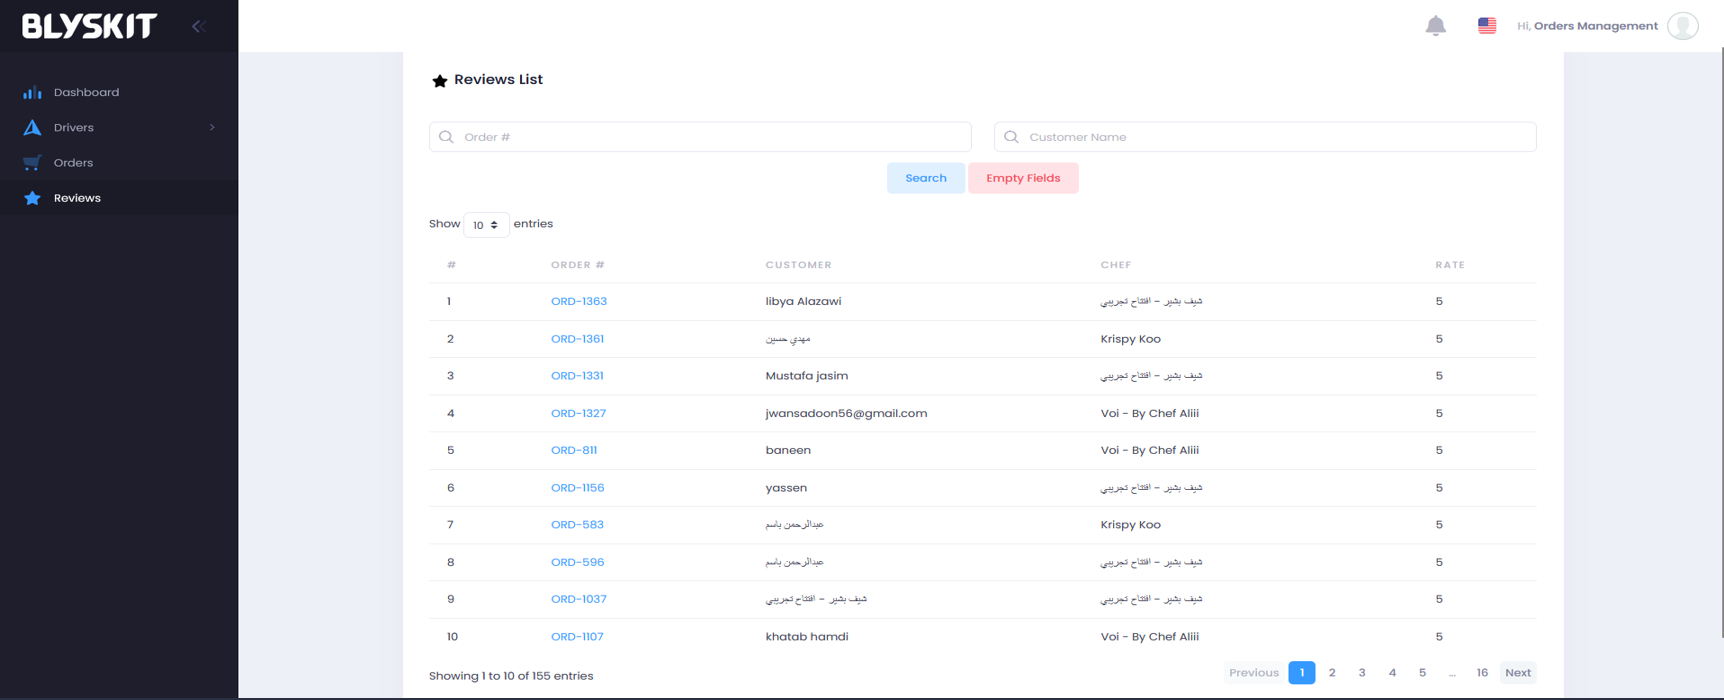 BLYSKIT
Hi, Orders Management
Dashboard
Drivers
Orders
Reviews
Reviews List
Order #
Customer Name
Search Empty Fields
Show 10 entries
# ORDER # CUSTOMER CHEF RATE
1 ORD-1363 libya Alazawi شيف بشير - افتتاح تجريبي 5
2 ORD-1361 مهدي حسين Krispy Koo 5
3 ORD-1331 Mustafa jasim شيف بشير - افتتاح تجريبي 5
4 ORD-1327 jwansadoon56@gmail.com Voi - By Chef Aliii 5
5 ORD-811 baneen Voi - By Chef Aliii 5
6 ORD-1156 yassen شيف بشير - افتتاح تجريبي 5
7 ORD-583 عبدالرحمن باسم Krispy Koo 5
8 ORD-596 عبدالرحمن باسم شيف بشير - افتتاح تجريبي 5
9 ORD-1037 شيف بشير - افتتاح تجريبي شيف بشير - افتتاح تجريبي 5
10 ORD-1107 khatab hamdi Voi - By Chef Aliii 5
Showing 1 to 10 of 155 entries
Previous 1 2 3 4 5 ... 16 Next